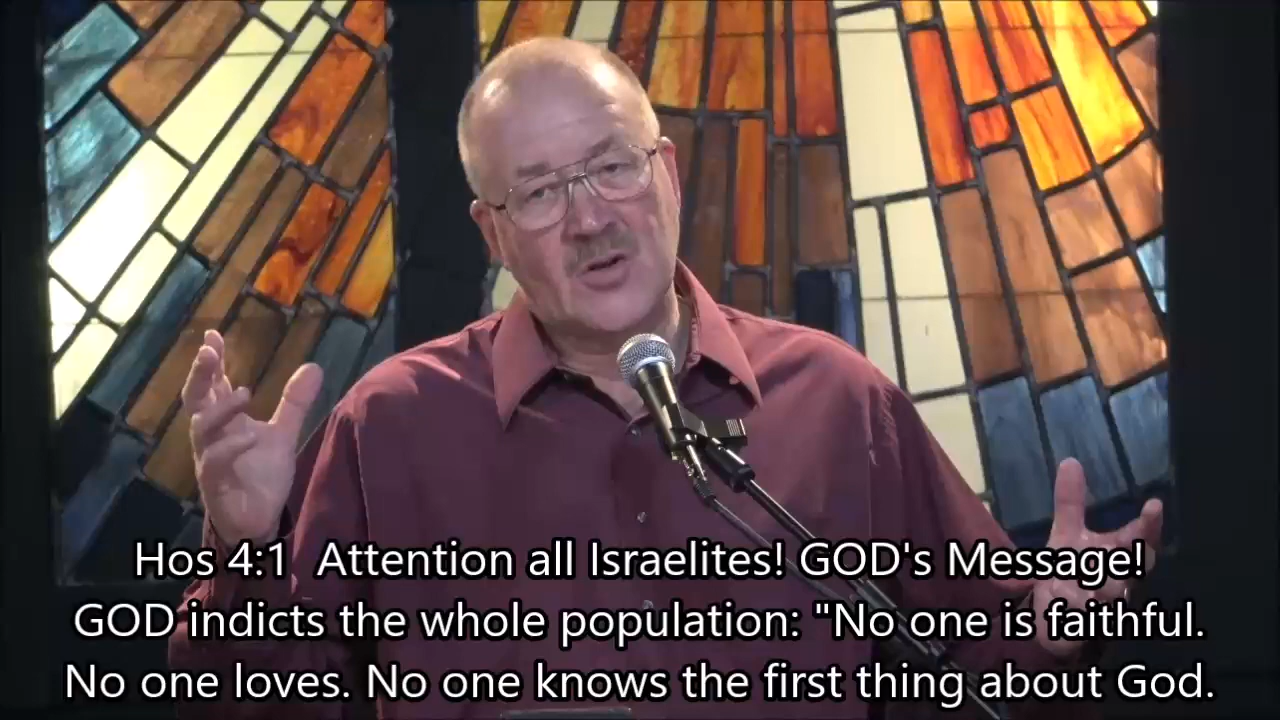 Hos 4:1  Attention all Israelites! GOD's Message!
GOD indicts the whole population: "No one is faithful.
No one loves. No one knows the first thing about God.